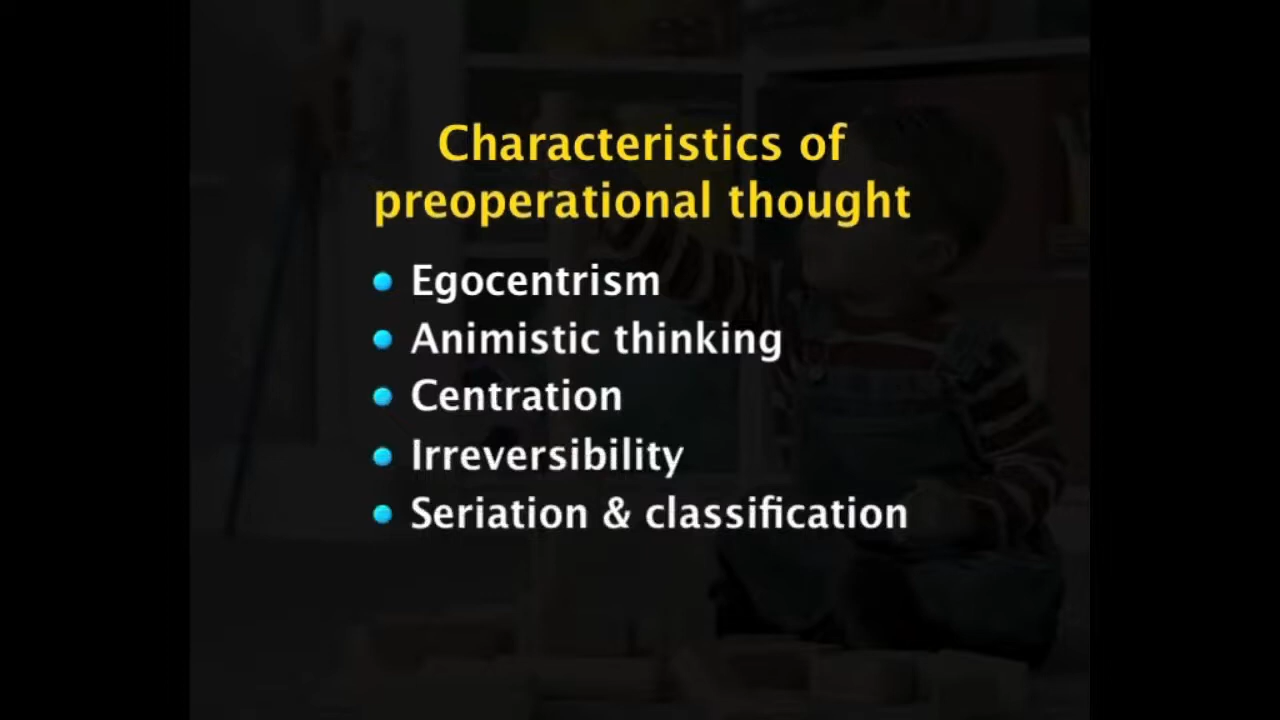 Characteristics of
preoperational thought
Egocentrism
Animistic thinking
Centration
Irreversibility
Seriation & classification